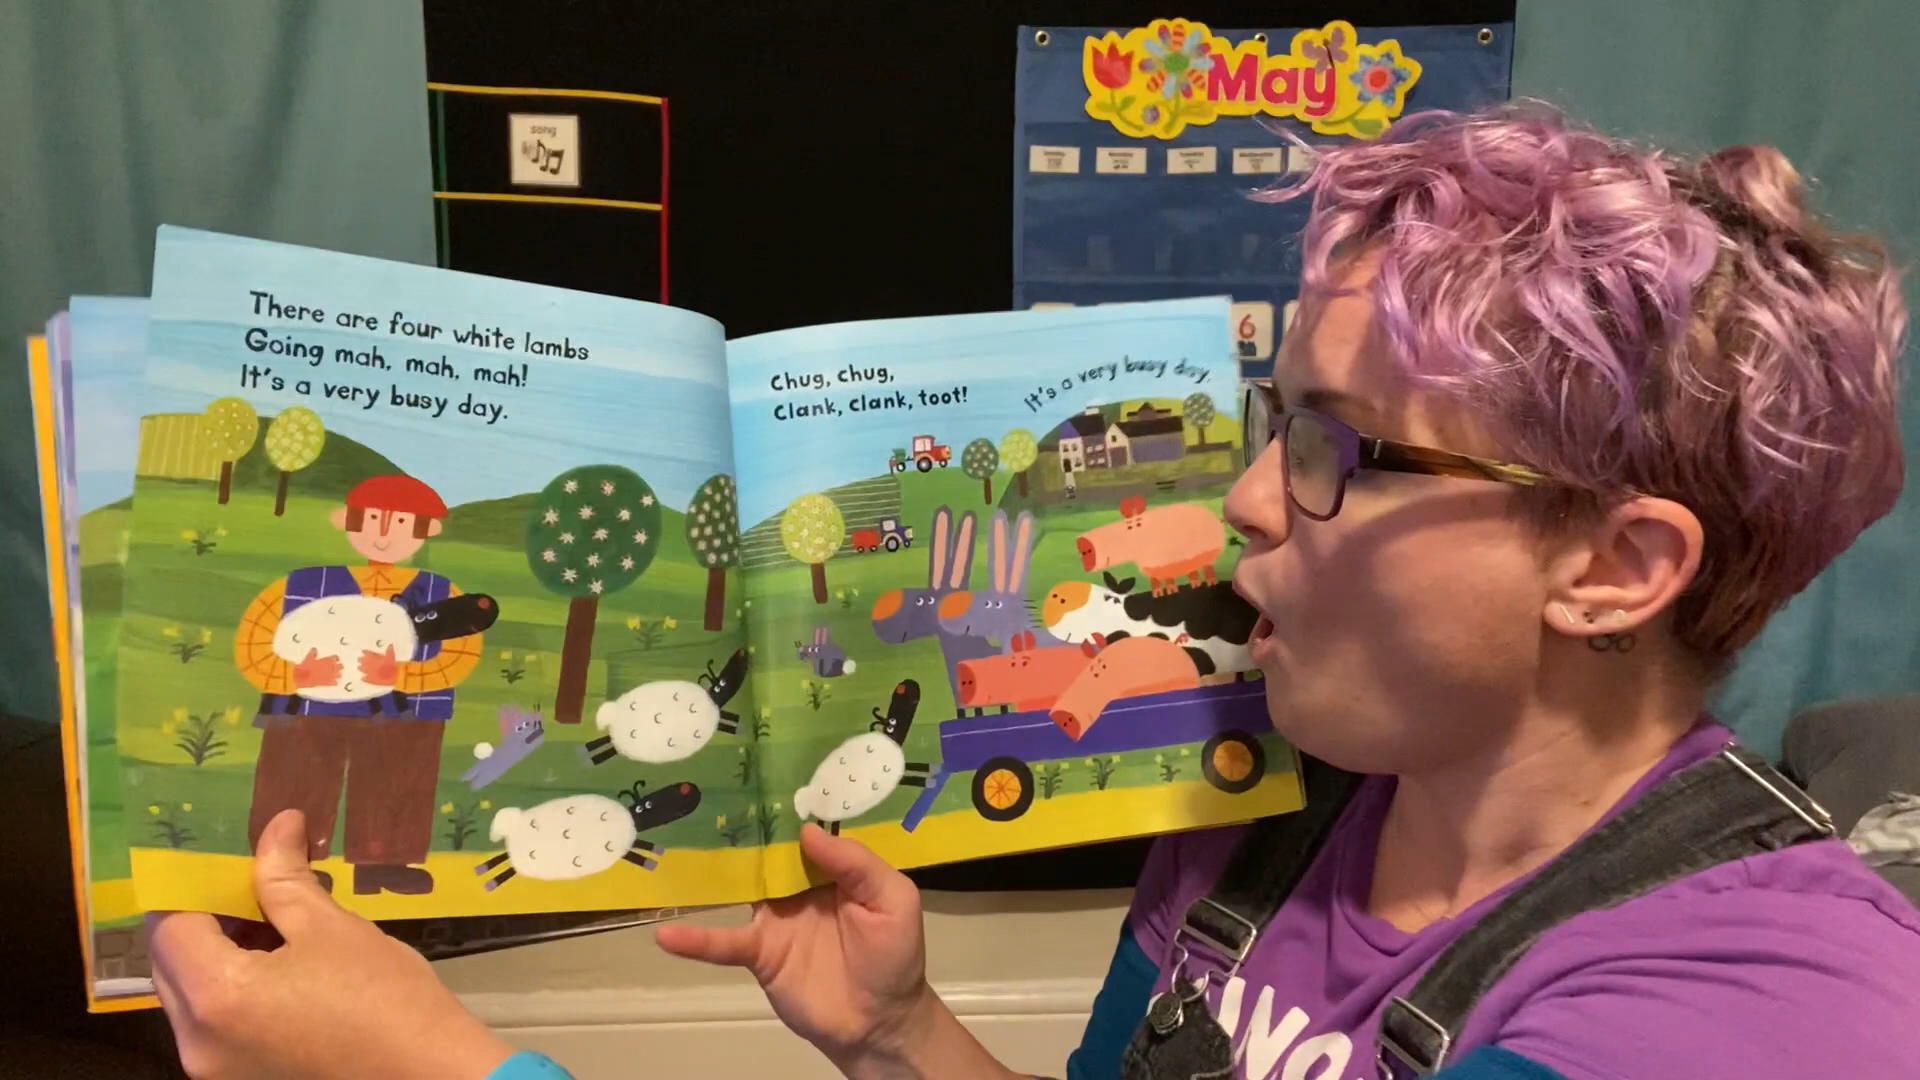 song
May
There are four white lambs
Going mah, mah, mah!
It's a very busy day.
Chug, chug,
Clank, clank, toot!
It's a very busy day.
6